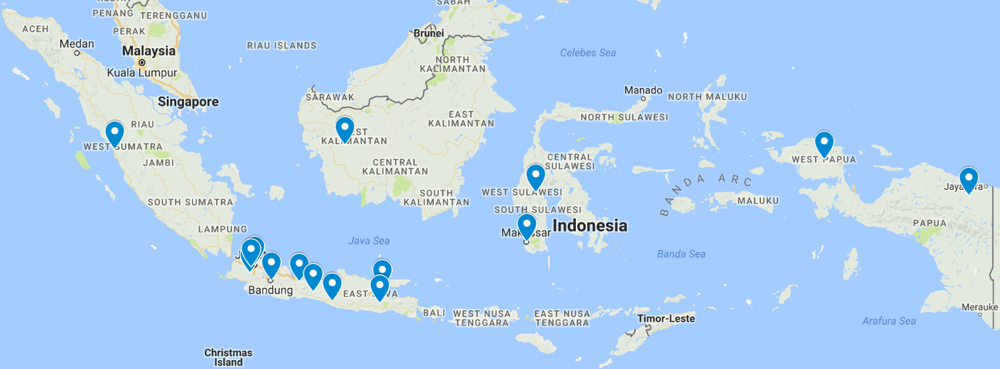 KEDAH
SABAH
PENANG
TERENGGANU
ACEH
PERAK
Brunei
Medan
Malaysia
RIAU ISLANDS
Celebes Sea
NORTH
KALIMANTAN
Kuala Lumpur
Manado
Singapore
SARAWAK
NORTH MALUKU
EAST
KALIMANTAN
NORTH SULAWESI
RIAU
KALIMANTAN
WEST SUMATRA
CENTRAL
SULAWESI
WEST PAPUA
JAMBI
CENTRAL
KALIMANTAN
BANDA ARC
WEST SULAWESI
SOUTH
KALIMANTAN
MALUKU
SOUTH SUMATRA
SOUTH SULAWESI
Indonesia
PAPUA
LAMPUNG
Java Sea
Banda Sea
Bandung
EAST
BALI
WEST NUSA
TENGGARA
EAST NUSA
TENGGARA
Timor-Leste
Merauke
Arafura Sea
Christmas
Island